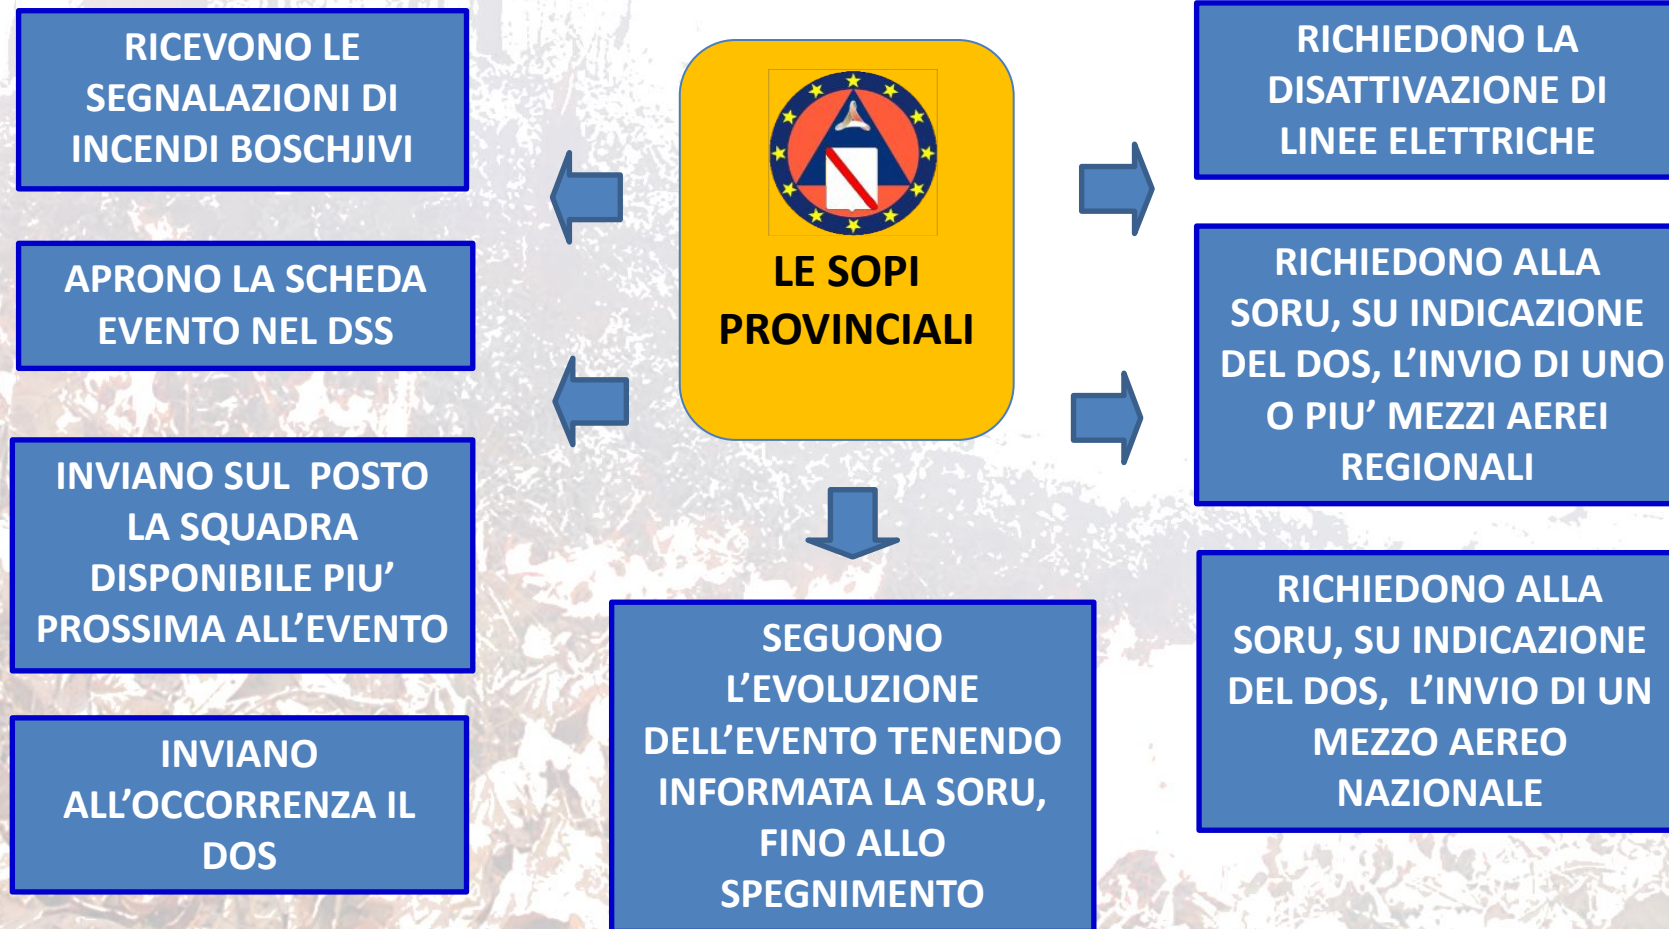 RICEVONO LE
SEGNALAZIONI DI
INCENDI BOSCHJIVI
APRONO LA SCHEDA
EVENTO NEL DSS
INVIANO SUL POSTO
LA SQUADRA
DISPONIBILE PIU’
PROSSIMA ALL’EVENTO
INVIANO
ALL’OCCORRENZA IL
DOS
LE SOPI
PROVINCIALI
SEGUONO
L’EVOLUZIONE
DELL’EVENTO TENENDO
INFORMATA LA SORU,
FINO ALLO
SPEGNIMENTO
RICHIEDONO LA
DISATTIVAZIONE DI
LINEE ELETTRICHE
RICHIEDONO ALLA
SORU, SU INDICAZIONE
DEL DOS, L’INVIO DI UNO
O PIU’ MEZZI AEREI
REGIONALI
RICHIEDONO ALLA
SORU, SU INDICAZIONE
DEL DOS, L’INVIO DI UN
MEZZO AEREO
NAZIONALE